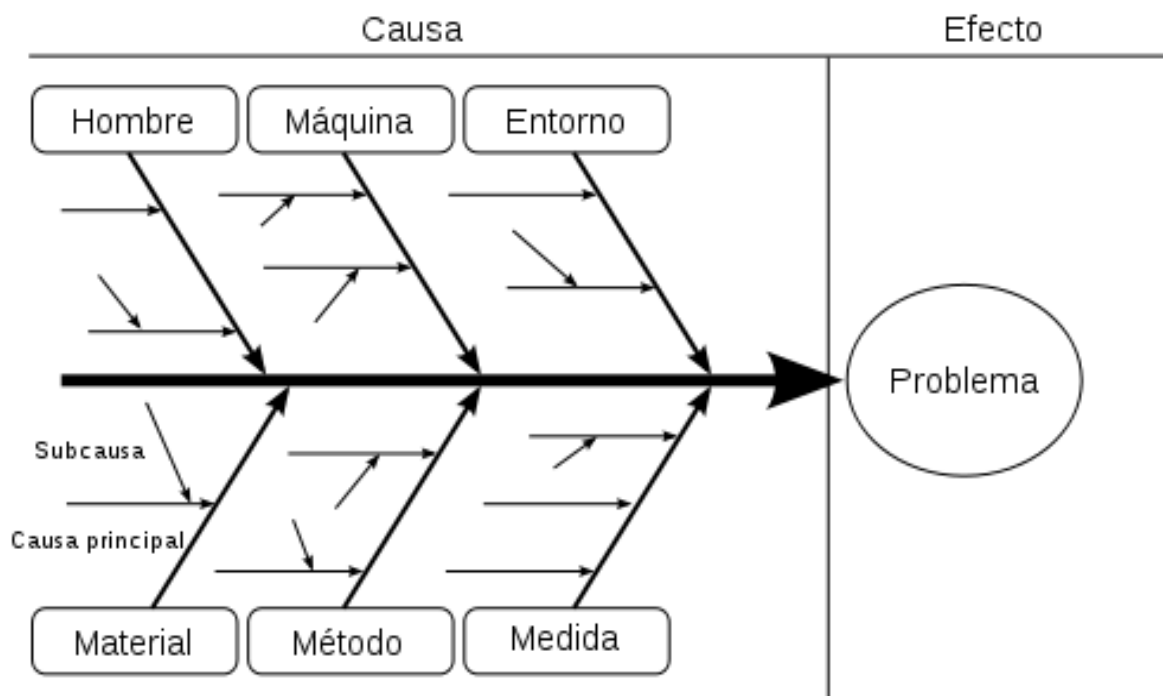 Causa
Efecto
Hombre
Máquina
Entorno
Problema
Subcausa
Causa principal
Material
Método
Medida